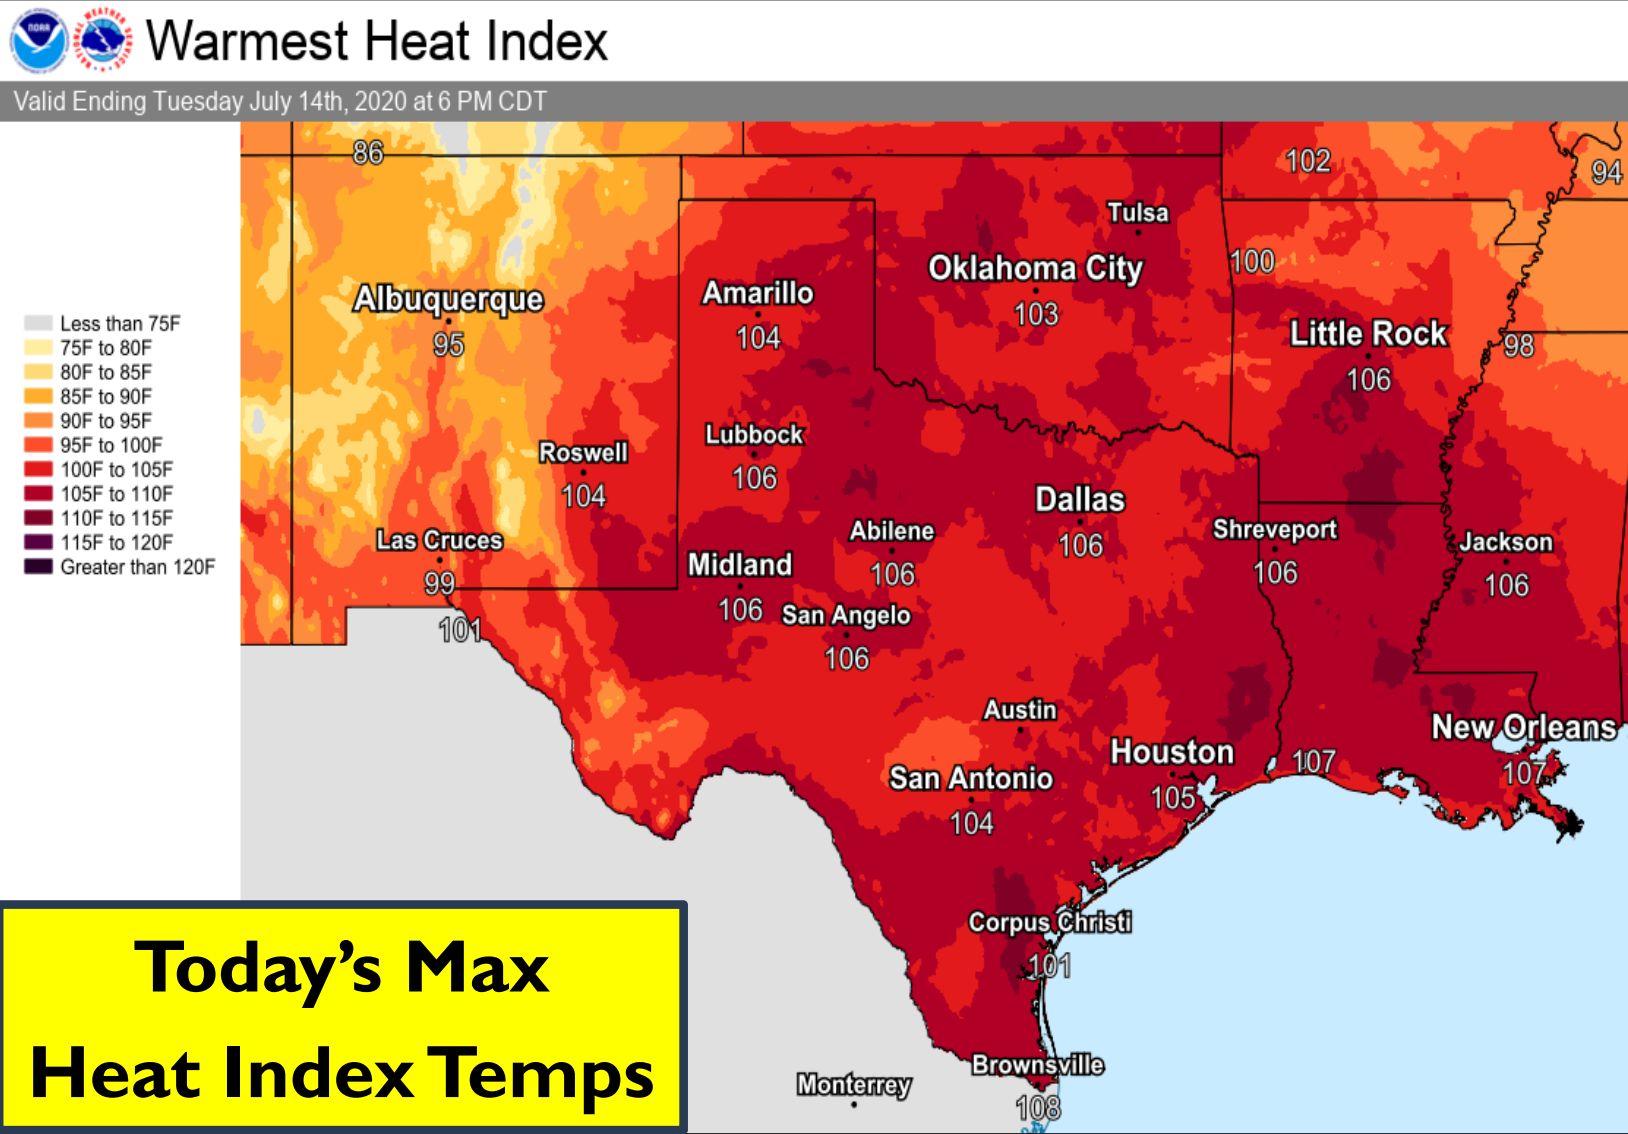 NOAA
NATIONAL WEATHER SERVICE
Warmest Heat Index
Valid Ending Tuesday July 14th, 2020 at 6 PM CDT
Less than 75F
75F to 80F
80F to 85F
85F to 90F
90F to 95F
95F to 100F
100F to 105F
105F to 110F
110F to 115F
115F to 120F
Greater than 120F
86
102
94
Tulsa
100
Oklahoma City
103
Albuquerque
95
Amarillo
104
Little Rock
106
98
Lubbock
106
Roswell
104
Dallas
106
Abilene
106
Shreveport
106
Jackson
106
Las Cruces
99
101
Midland
106
San Angelo
106
Austin
Houston
105
107
New Orleans
107
San Antonio
104
Corpus Christi
101
Brownsville
108
Monterrey
Today's Max
Heat Index Temps